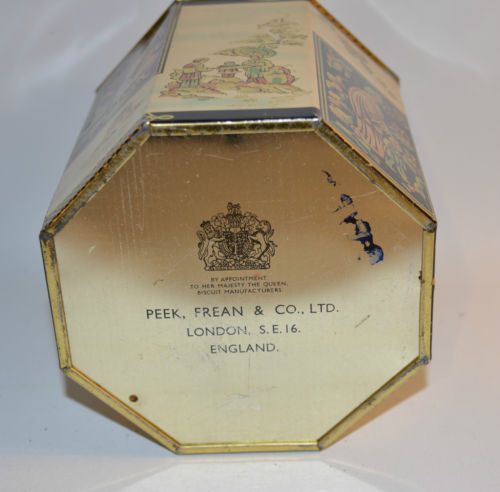 BY APPOINTMENT
TO HER MAJESTY THE QUEEN,
BISCUIT MANUFACTURERS
PEEK, FREAN & CO., LTD.
LONDON, S.E.16.
ENGLAND.